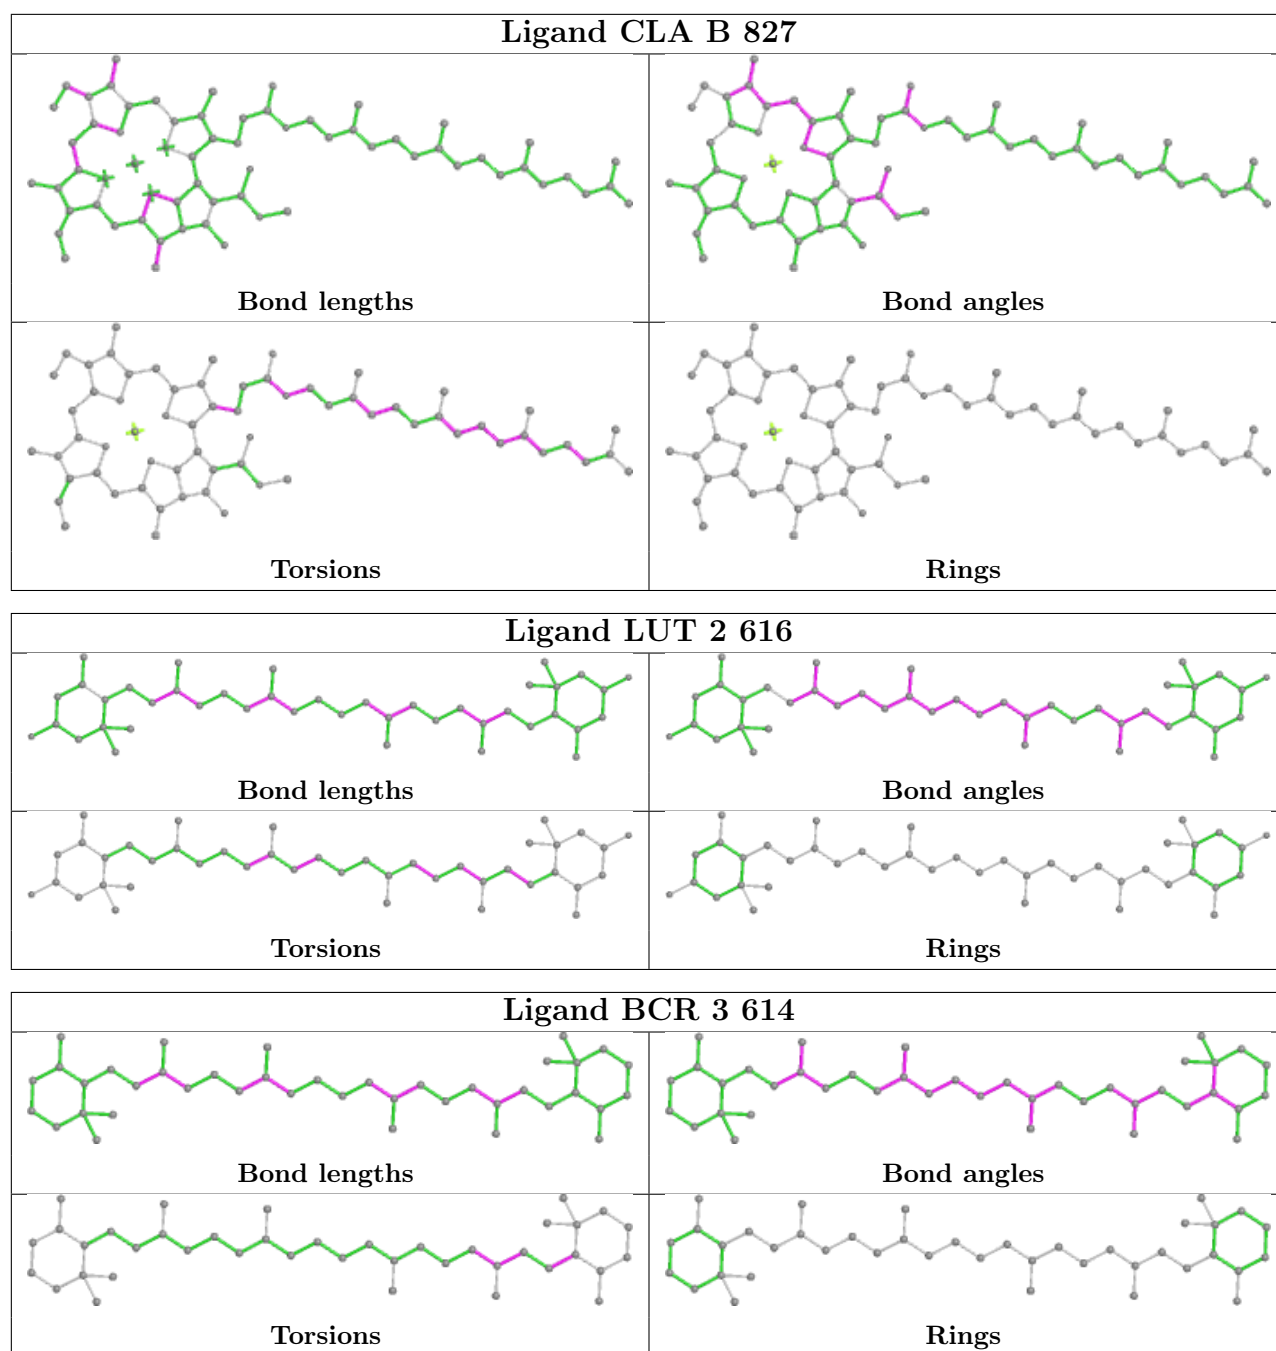 Ligand CLA B 827
Bond lengths
Bond angles
Torsions
Rings
Ligand LUT 2 616
Bond lengths
Bond angles
Torsions
Rings
Ligand BCR 3 614
Bond lengths
Bond angles
Torsions
Rings